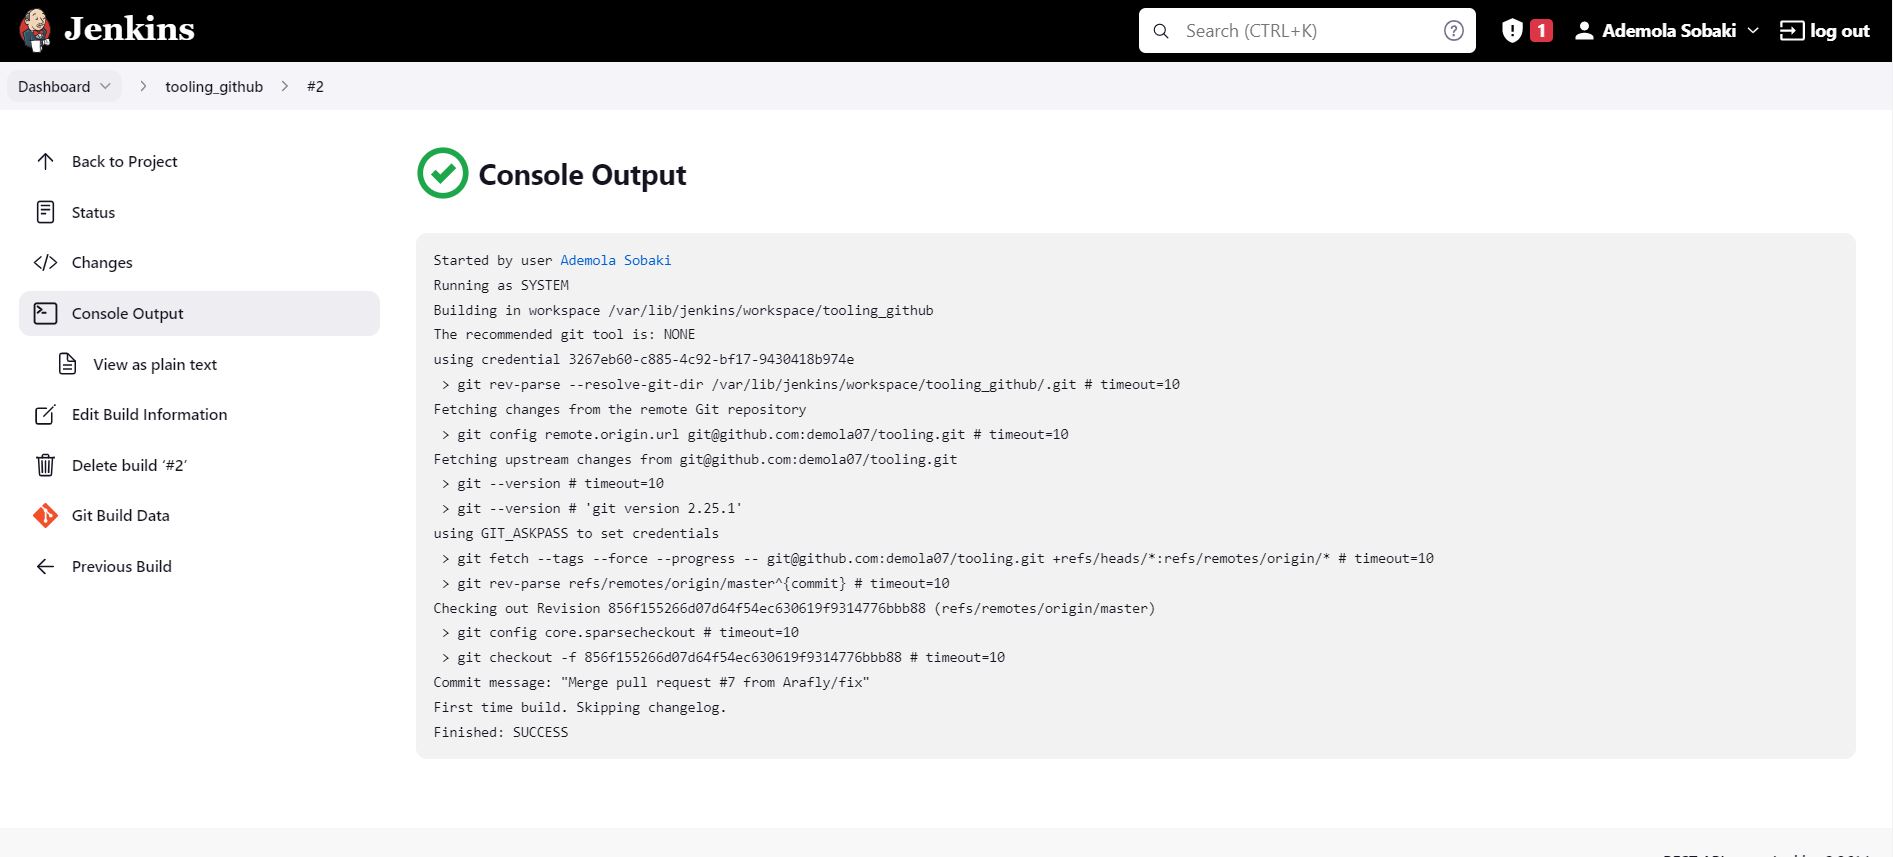 Jenkins
Search (CTRL+K)
1
Ademola Sobaki
log out
Dashboard
tooling_github
#2
Back to Project
Status
Changes
Console Output
View as plain text
Edit Build Information
Delete build ‘#2’
Git Build Data
Previous Build
Console Output
Started by user Ademola Sobaki
Running as SYSTEM
Building in workspace /var/lib/jenkins/workspace/tooling_github
The recommended git tool is: NONE
using credential 3267eb60-c885-4c92-bf17-9430418b974e
> git rev-parse --resolve-git-dir /var/lib/jenkins/workspace/tooling_github/.git # timeout=10
Fetching changes from the remote Git repository
> git config remote.origin.url git@github.com:demola07/tooling.git # timeout=10
Fetching upstream changes from git@github.com:demola07/tooling.git
> git --version # timeout=10
> git --version # 'git version 2.25.1'
using GIT_ASKPASS to set credentials
> git fetch --tags --force --progress -- git@github.com:demola07/tooling.git +refs/heads/*:refs/remotes/origin/* # timeout=10
> git rev-parse refs/remotes/origin/master^{commit} # timeout=10
Checking out Revision 856f155266d07d64f54ec630619f9314776bbb88 (refs/remotes/origin/master)
> git config core.sparsecheckout # timeout=10
> git checkout -f 856f155266d07d64f54ec630619f9314776bbb88 # timeout=10
Commit message: "Merge pull request #7 from Arafly/fix"
First time build. Skipping changelog.
Finished: SUCCESS